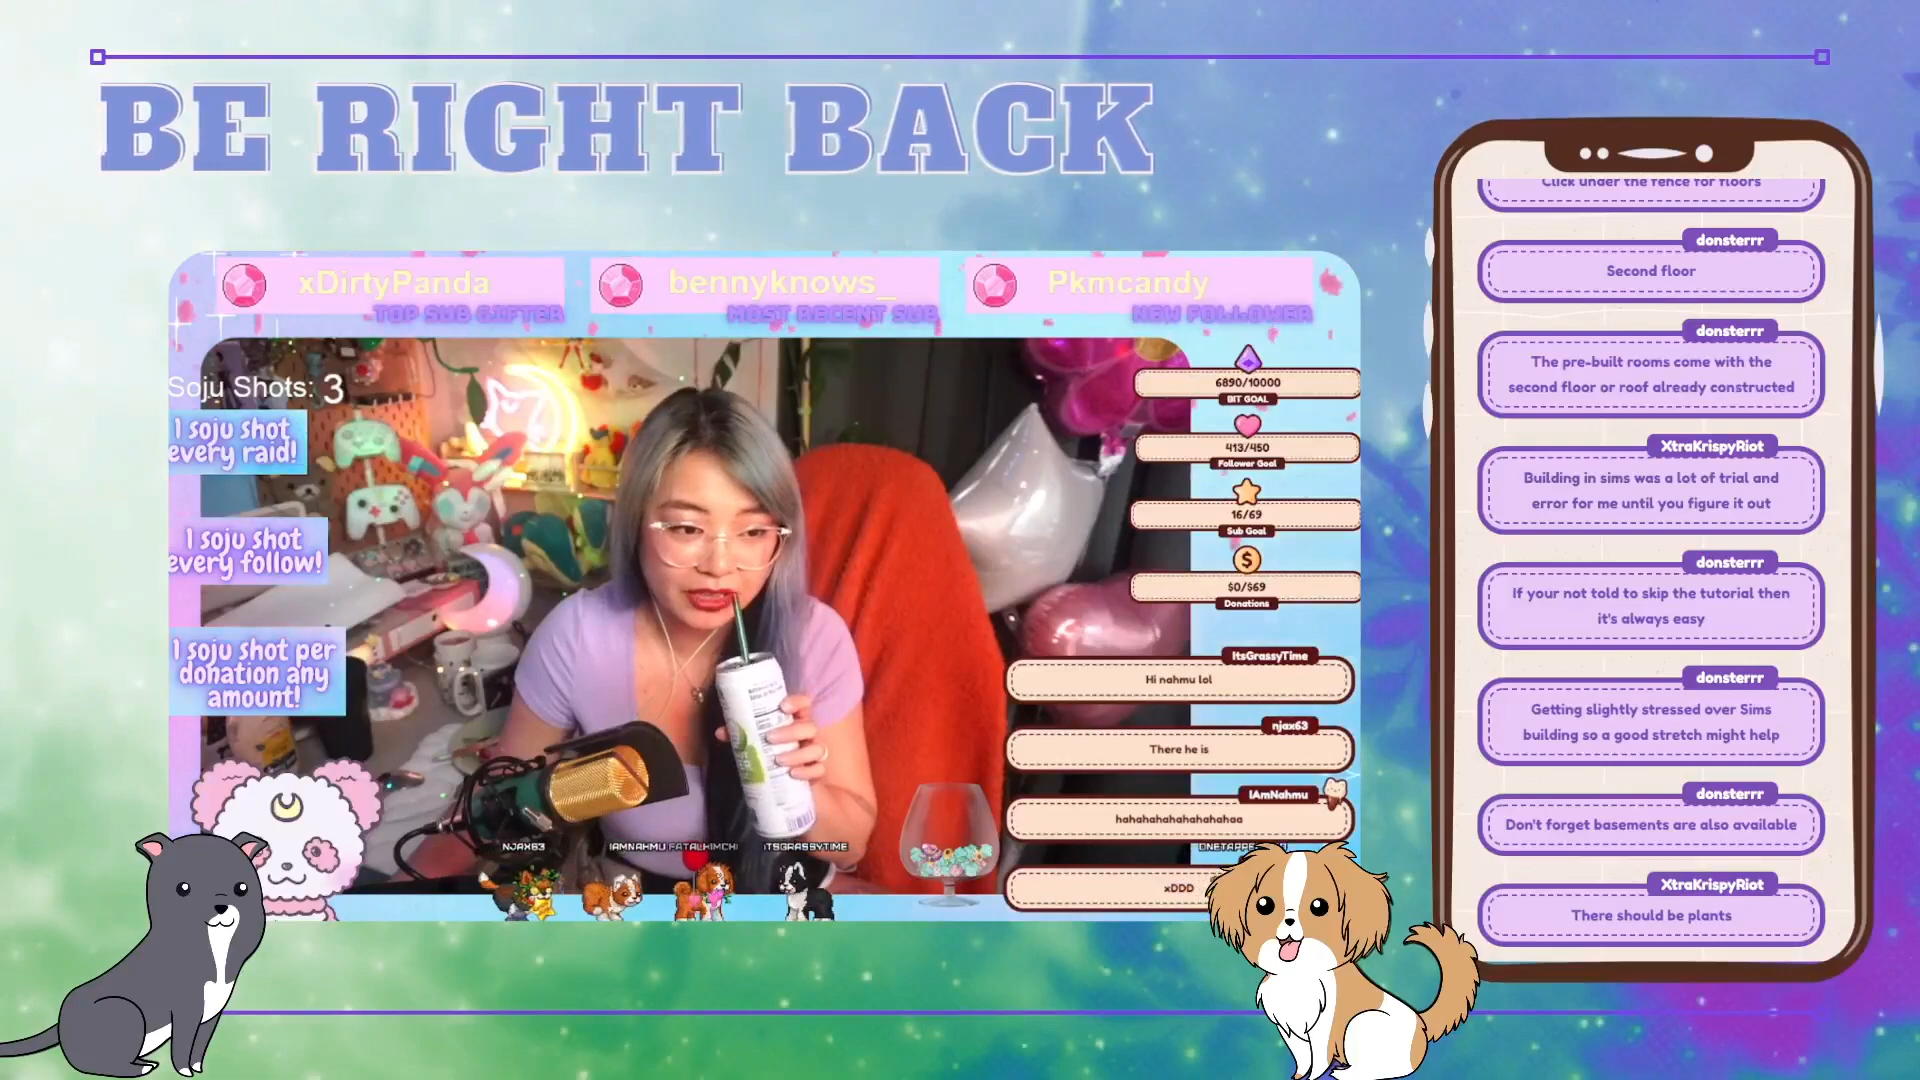 BE RIGHT BACK
xDirtyPanda
TOP SUB GIFTER
bennyknows_
MOST RECENT SUB
Pkmcandy
NEW FOLLOWER
Soju Shots: 3
1 soju shot
every raid!
1 soju shot
every follow!
1 soju shot per
donation any
amount!
6890/10000
BIT GOAL
413/450
Follower Goal
16/69
Sub Goal
$0/$69
Donations
ItsGrassyTime
Hi nahmu lol
njax63
There he is
IAmNahmu
hahahahahahahahaa
xDDD
NJAX63
IAMNAHMU
FATALHIMCHI
ITSGRASSYTIME
Click under the fence for floors
donsterrr
Second floor
donsterrr
The pre-built rooms come with the
second floor or roof already constructed
XtraKrispyRiot
Building in sims was a lot of trial and
error for me until you figure it out
donsterrr
If your not told to skip the tutorial then
it's always easy
donsterrr
Getting slightly stressed over Sims
building so a good stretch might help
donsterrr
Don't forget basements are also available
XtraKrispyRiot
There should be plants